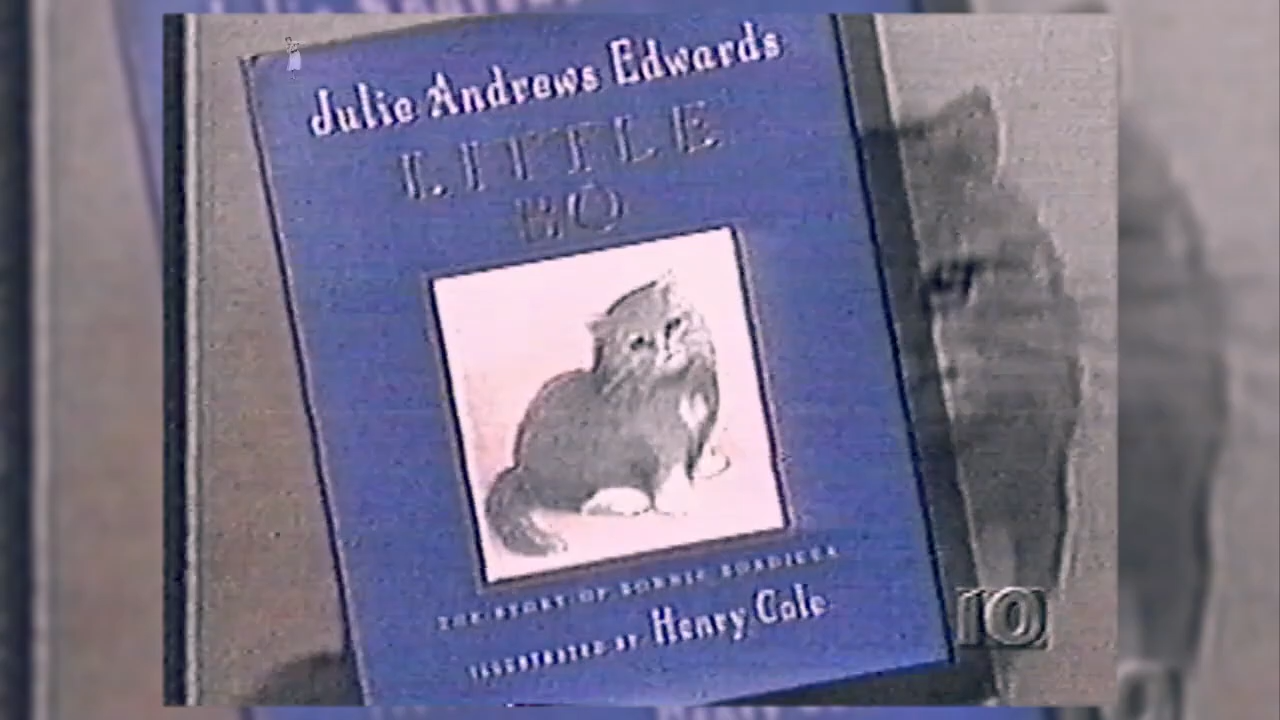 Julie Andrews Edwards
LITTLE
BO
THE STORY OF BONNIE BOADICEA
ILLUSTRATED BY Henry Cole
10